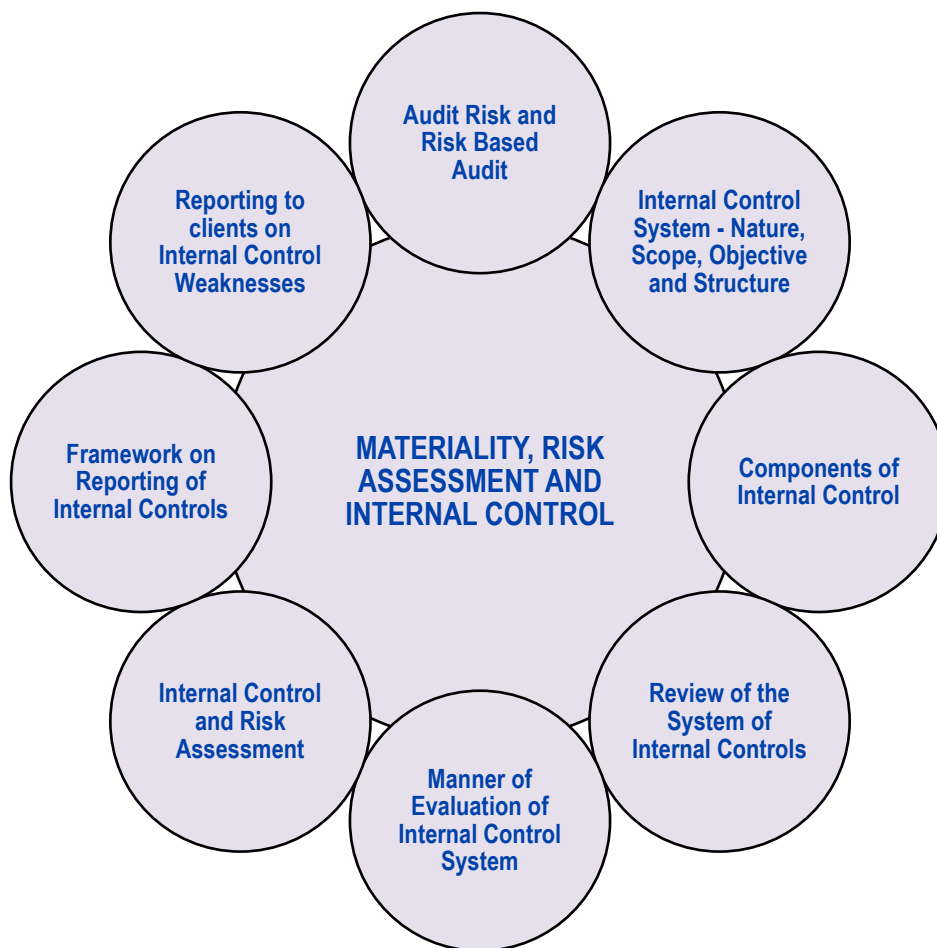 Audit Risk and
Risk Based
Audit
Internal Control
System - Nature,
Scope, Objective
and Structure
Components of
Internal Control
Review of the
System of
Internal Controls
Manner of
Evaluation of
Internal Control
System
Internal Control
and Risk
Assessment
Framework on
Reporting of
Internal Controls
Reporting to
clients on
Internal Control
Weaknesses
MATERIALITY, RISK
ASSESSMENT AND
INTERNAL CONTROL